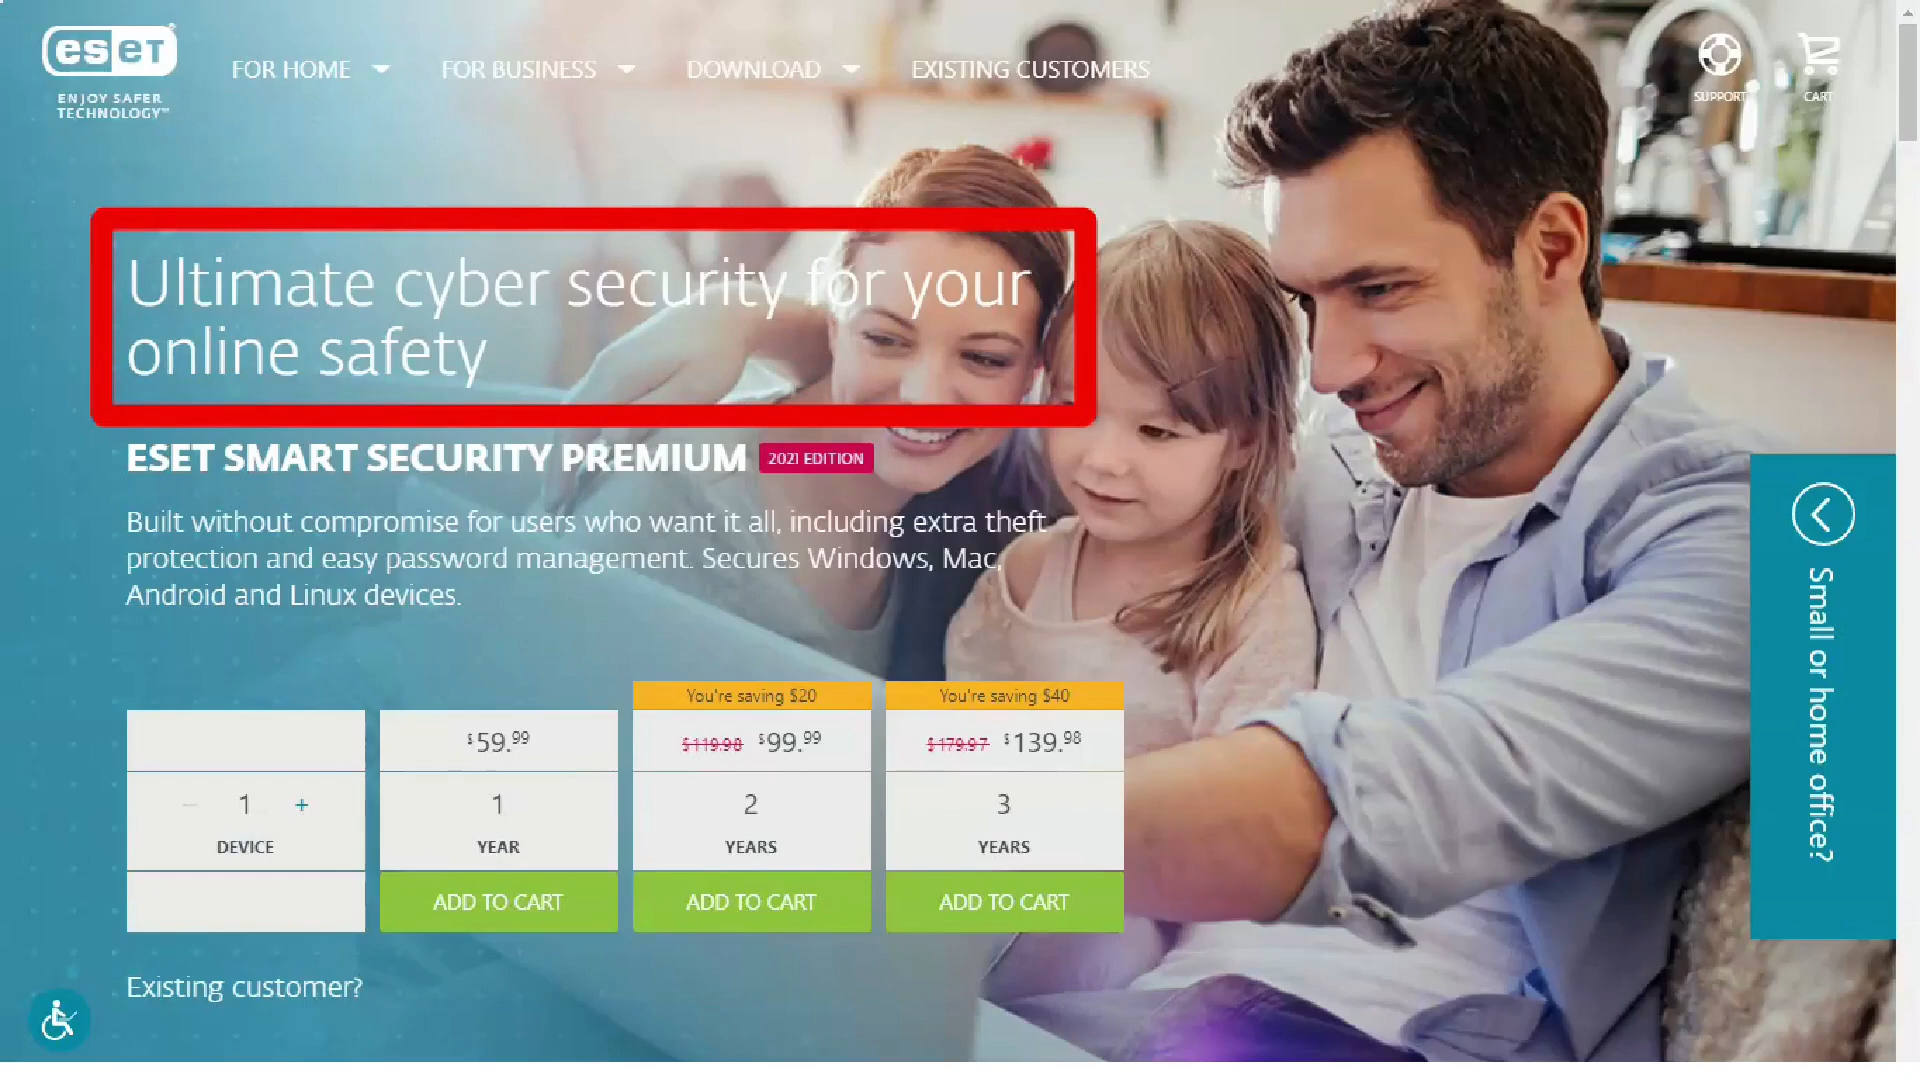 eset®
ENJOY SAFER
TECHNOLOGY™
FOR HOME
FOR BUSINESS
DOWNLOAD
EXISTING CUSTOMERS
SUPPORT
CART
Ultimate cyber security for your
online safety
ESET SMART SECURITY PREMIUM 2021 EDITION
Built without compromise for users who want it all, including extra theft
protection and easy password management. Secures Windows, Mac,
Android and Linux devices.
Small or home office?
You're saving $20
You're saving $40
$59.99
$119.98 $99.99
$179.97 $139.98
− 1 +
1
2
3
DEVICE
YEAR
YEARS
YEARS
ADD TO CART
ADD TO CART
ADD TO CART
Existing customer?